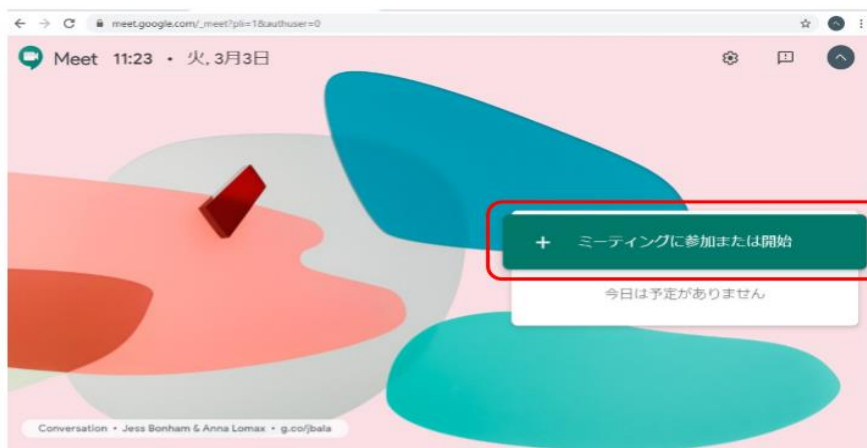 meet.google.com/_meet?pli=1&authuser=0
Meet 11:23 • 火, 3月3日
+ ミーティングに参加または開始
今日は予定がありません
Conversation • Jess Bonham & Anna Lomax • g.co/jbala